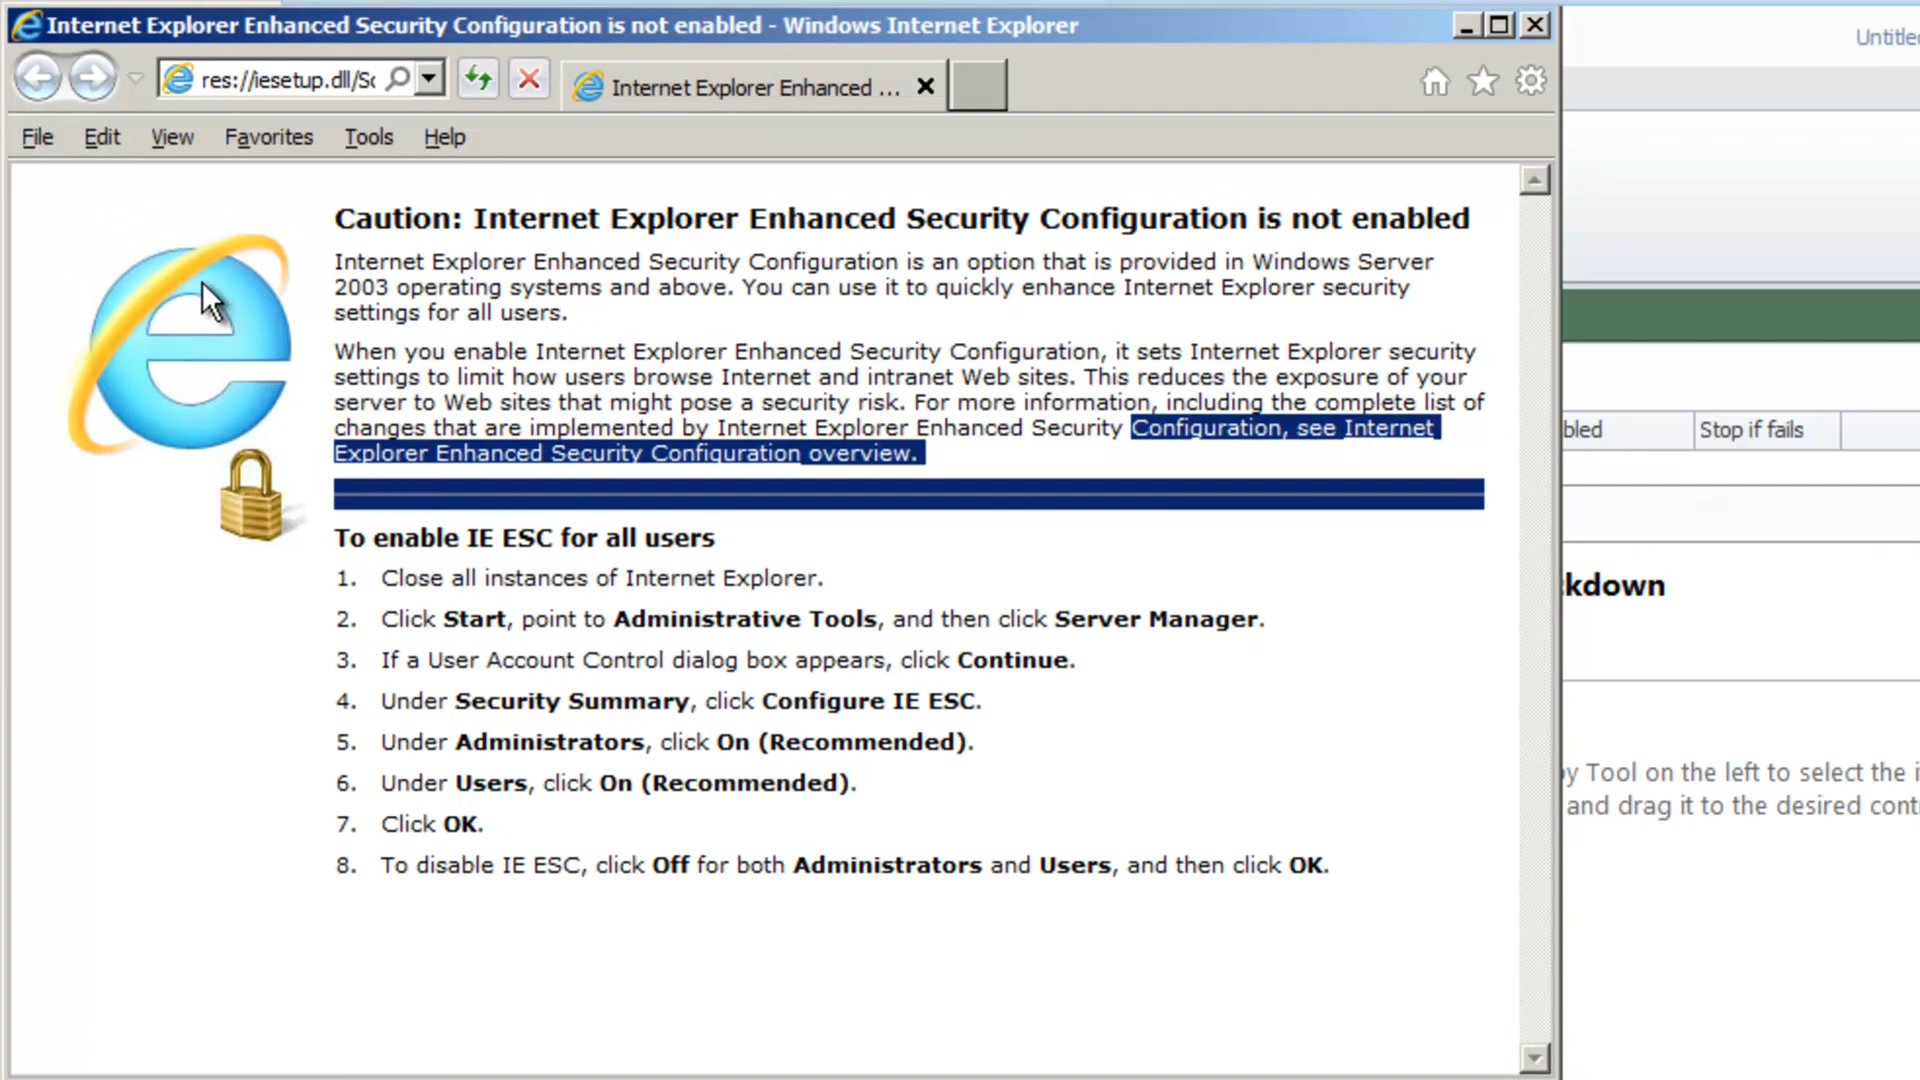 Internet Explorer Enhanced Security Configuration is not enabled - Windows Internet Explorer
Untitle
res://iesetup.dll/Sc
Internet Explorer Enhanced ...
File Edit View Favorites Tools Help
Caution: Internet Explorer Enhanced Security Configuration is not enabled
Internet Explorer Enhanced Security Configuration is an option that is provided in Windows Server
2003 operating systems and above. You can use it to quickly enhance Internet Explorer security
settings for all users.
When you enable Internet Explorer Enhanced Security Configuration, it sets Internet Explorer security
settings to limit how users browse Internet and intranet Web sites. This reduces the exposure of your
server to Web sites that might pose a security risk. For more information, including the complete list of
changes that are implemented by Internet Explorer Enhanced Security Configuration, see Internet
Explorer Enhanced Security Configuration overview.
To enable IE ESC for all users
1. Close all instances of Internet Explorer.
2. Click Start, point to Administrative Tools, and then click Server Manager.
3. If a User Account Control dialog box appears, click Continue.
4. Under Security Summary, click Configure IE ESC.
5. Under Administrators, click On (Recommended).
6. Under Users, click On (Recommended).
7. Click OK.
8. To disable IE ESC, click Off for both Administrators and Users, and then click OK.
bled Stop if fails
kdown
y Tool on the left to select the i
and drag it to the desired cont